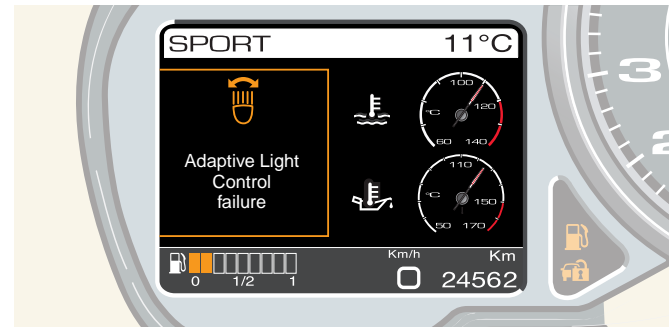 SPORT 11°C
Adaptive Light
Control
failure
100
°C 120
60 140
110
°C 150
50 170
Km/h Km
0 1/2 1 0 24562
3
2